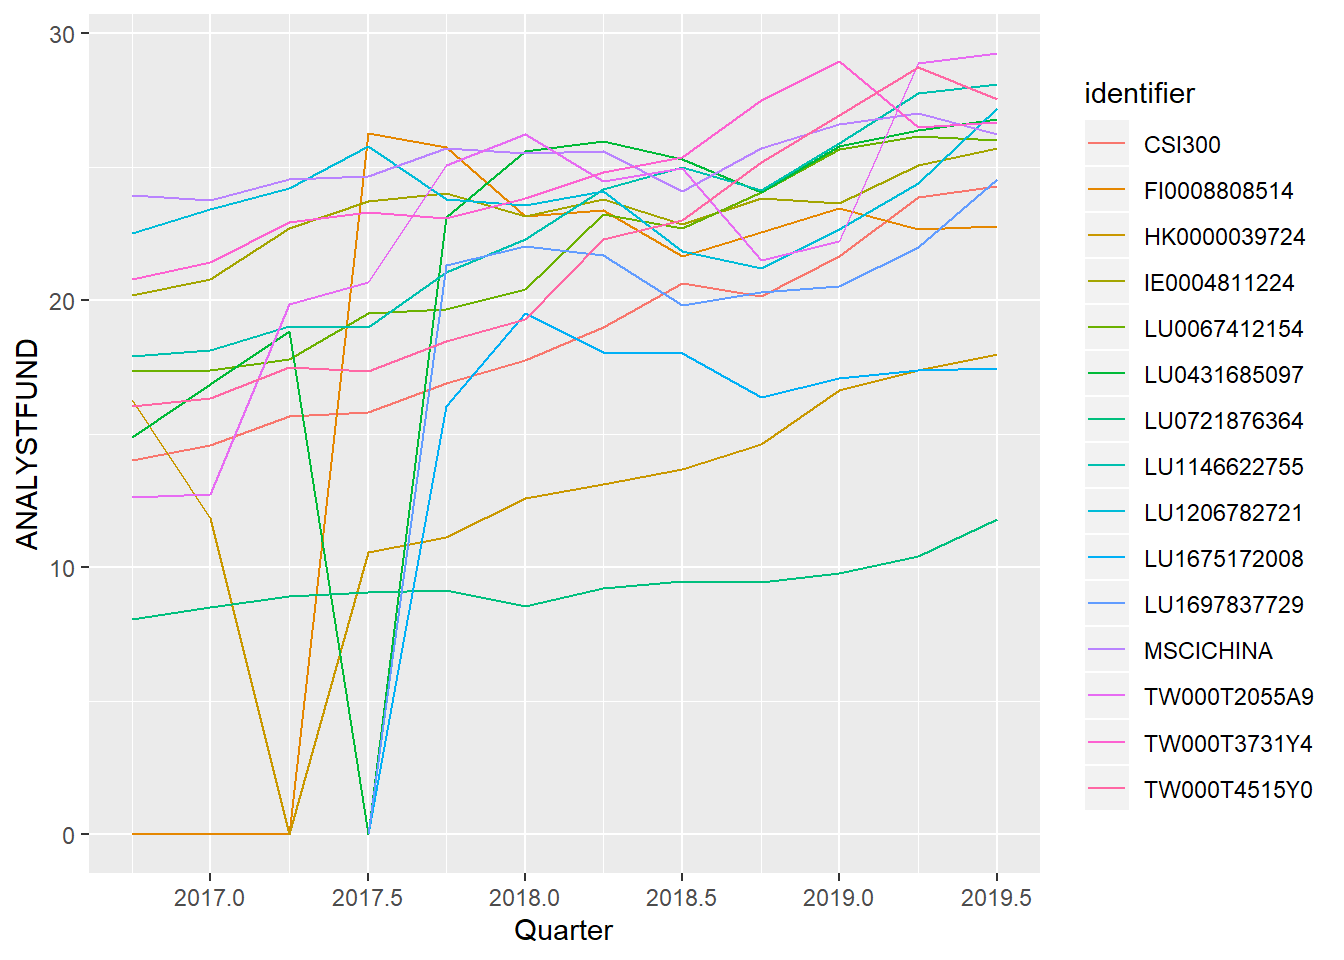 30
20
10
0
ANALYSTFUND
2017.0
2017.5
2018.0
2018.5
2019.0
2019.5
Quarter
identifier
CSI300
FI0008808514
HK0000039724
IE0004811224
LU0067412154
LU0431685097
LU0721876364
LU1146622755
LU1206782721
LU1675172008
LU1697837729
MSCICHINA
TW000T2055A9
TW000T3731Y4
TW000T4515Y0